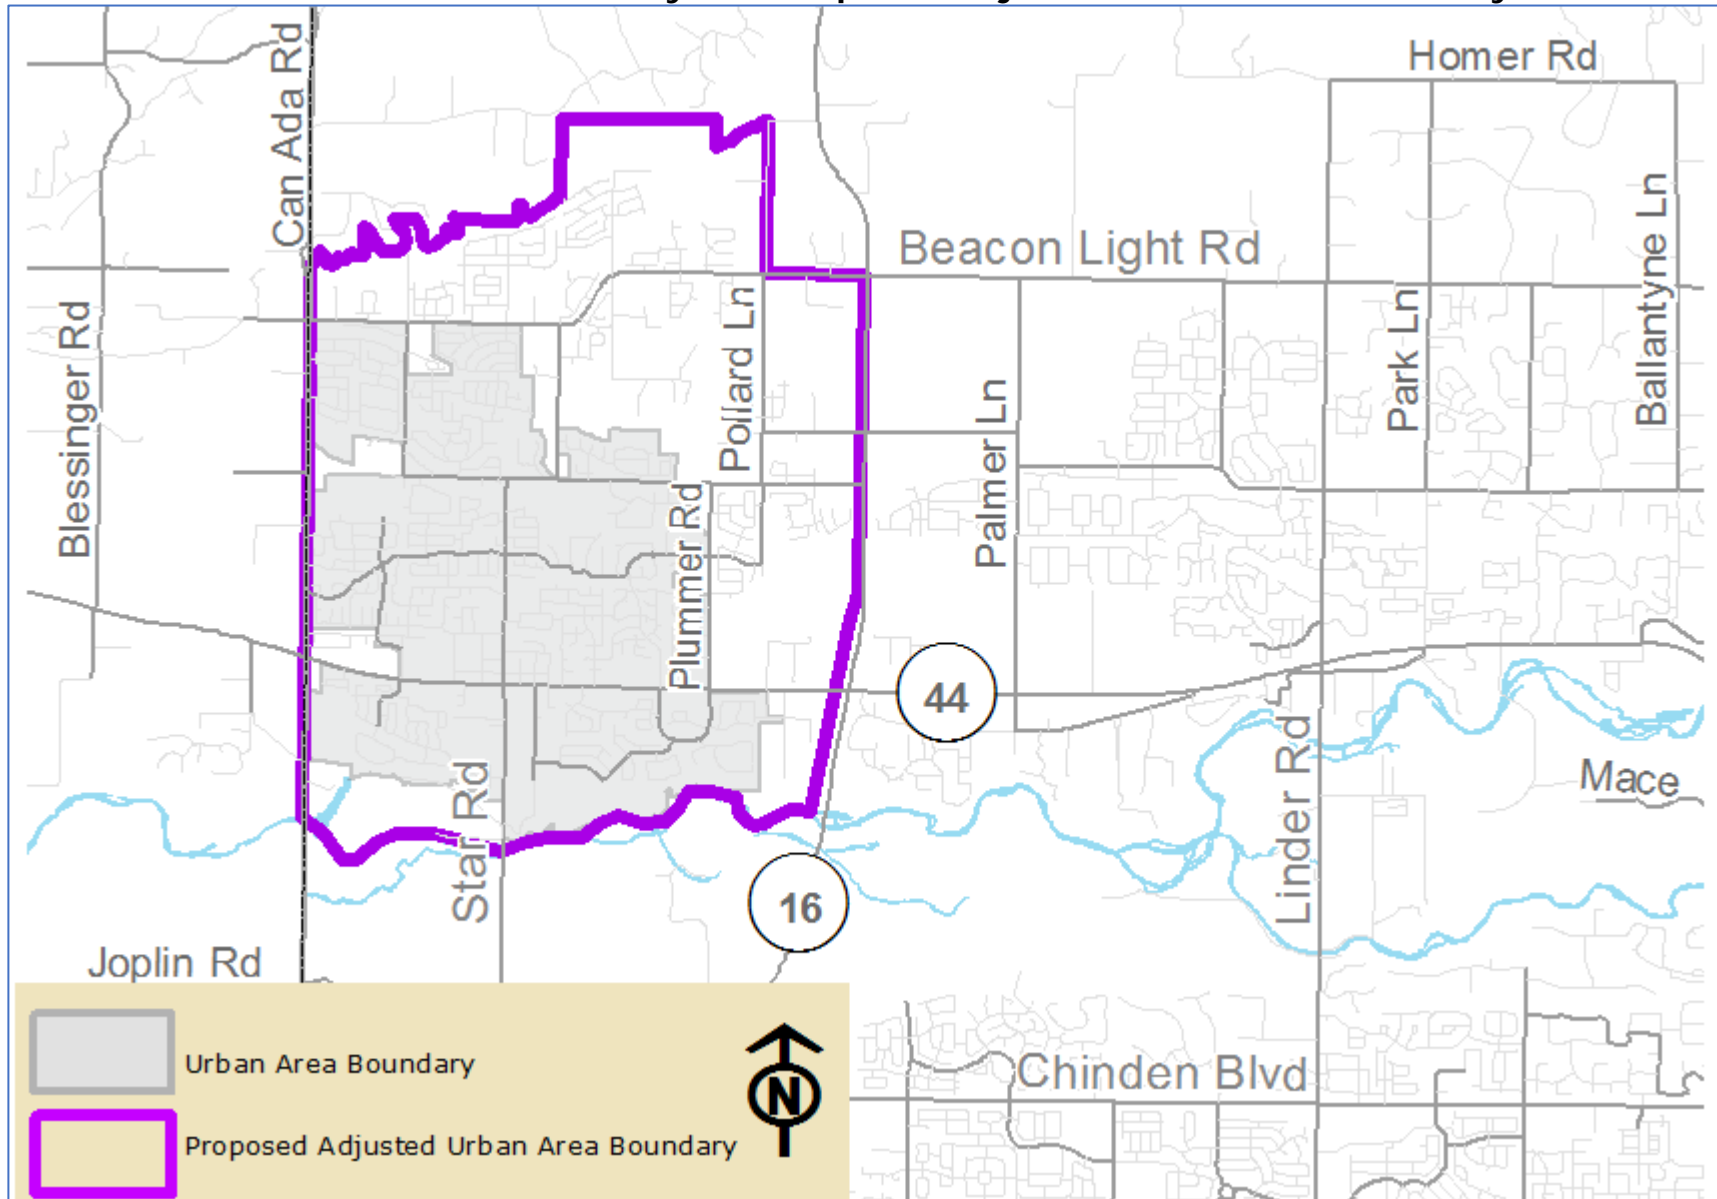 Homer Rd
Can Ada Rd
Beacon Light Rd
Ballantyne Ln
Blessinger Rd
Pollard Ln
Park Ln
Palmer Ln
Plummer Rd
44
Star Rd
Linder Rd
Mace
16
Joplin Rd
Urban Area Boundary
N
Chinden Blvd
Proposed Adjusted Urban Area Boundary